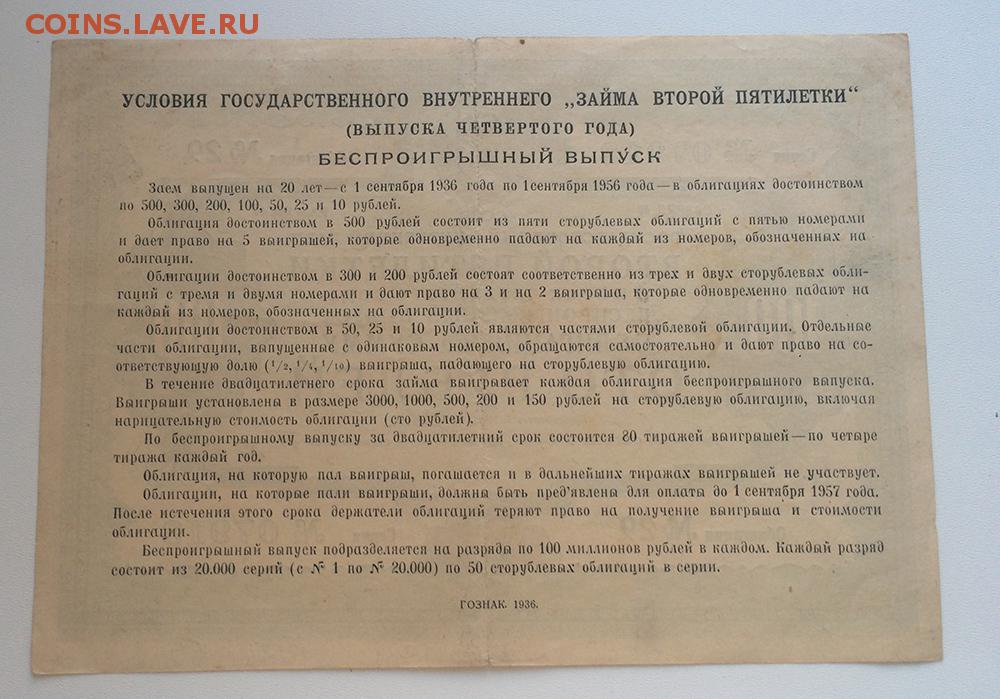 COINS.LAVE.RU
УСЛОВИЯ ГОСУДАРСТВЕННОГО ВНУТРЕННЕГО „ЗАЙМА ВТОРОЙ ПЯТИЛЕТКИ“
(ВЫПУСКА ЧЕТВЕРТОГО ГОДА)
БЕСПРОИГРЫШНЫЙ ВЫПУСК
Заем выпущен на 20 лет—с 1 сентября 1936 года по 1 сентября 1956 года—в облигациях достоинством
по 500, 300, 200, 100, 50, 25 и 10 рублей.
Облигация достоинством в 500 рублей состоит из пяти сторублевых облигаций с пятью номерами
и дает право на 5 выигрышей, которые одновременно падают на каждый из номеров, обозначенных на
облигации.
Облигации достоинством в 300 и 200 рублей состоят соответственно из трех и двух сторублевых обли-
гаций с тремя и двумя номерами и дают право на 3 и на 2 выигрыша, которые одновременно падают на
каждый из номеров, обозначенных на облигации.
Облигации достоинством в 50, 25 и 10 рублей являются частями сторублевой облигации. Отдельные
части облигации, выпущенные с одинаковым номером, обращаются самостоятельно и дают право на со-
ответствующую долю (1/2, 1/4, 1/10) выигрыша, падающего на сторублевую облигацию.
В течение двадцатилетнего срока займа выигрывает каждая облигация беспроигрышного выпуска.
Выигрыши установлены в размере 3000, 1000, 500, 200 и 150 рублей на сторублевую облигацию, включая
нарицательную стоимость облигации (сто рублей).
По беспроигрышному выпуску за двадцатилетний срок состоится 80 тиражей выигрышей—по четыре
тиража каждый год.
Облигация, на которую пал выигрыш, погашается и в дальнейших тиражах выигрышей не участвует.
Облигации, на которые пали выигрыши, должны быть пред'явлены для оплаты до 1 сентября 1957 года.
После истечения этого срока держатели облигаций теряют право на получение выигрыша и стоимости
облигации.
Беспроигрышный выпуск подразделяется на разряды по 100 миллионов рублей в каждом. Каждый разряд
состоит из 20.000 серий (с № 1 по № 20.000) по 50 сторублевых облигаций в серии.
ГОЗНАК. 1936.